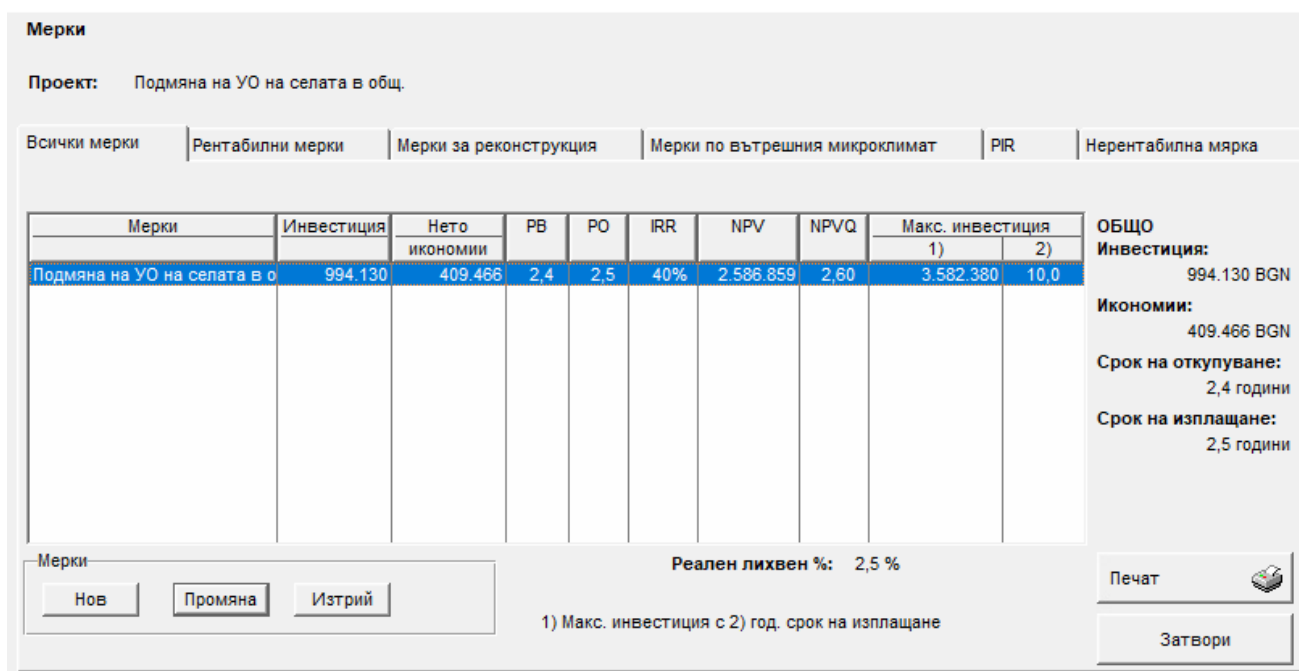 Мерки
Проект: Подмяна на УО на селата в общ.
Всички мерки Рентабилни мерки Мерки за реконструкция Мерки по вътрешния микроклимат PIR Нерентабилна мярка
Мерки Инвестиция Нето икономии PB PO IRR NPV NPVQ Макс. инвестиция 1) 2)
Подмяна на УО на селата в о 994.130 409.466 2,4 2,5 40% 2.586.859 2,60 3.582.380 10,0
ОБЩО
Инвестиция:
994.130 BGN
Икономии:
409.466 BGN
Срок на откупуване:
2,4 години
Срок на изплащане:
2,5 години
Мерки
Нов Промяна Изтрий
Реален лихвен %: 2,5 %
1) Макс. инвестиция с 2) год. срок на изплащане
Печат
Затвори